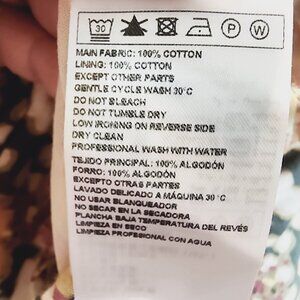 30 P W
MAIN FABRIC: 100% COTTON
LINING: 100% COTTON
EXCEPT OTHER PARTS
GENTLE CYCLE WASH 30°C
DO NOT BLEACH
DO NOT TUMBLE DRY
LOW IRONING ON REVERSE SIDE
DRY CLEAN
PROFESSIONAL WASH WITH WATER
TEJIDO PRINCIPAL: 100% ALGODÓN
FORRO: 100% ALGODÓN
EXCEPTO OTRAS PARTES
LAVADO DELICADO A MÁQUINA 30 °C
NO USAR BLANQUEADOR
NO SECAR EN LA SECADORA
PLANCHA BAJA TEMPERATURA DEL REVÉS
LIMPIEZA EN SECO
LIMPIEZA PROFESIONAL CON AGUA